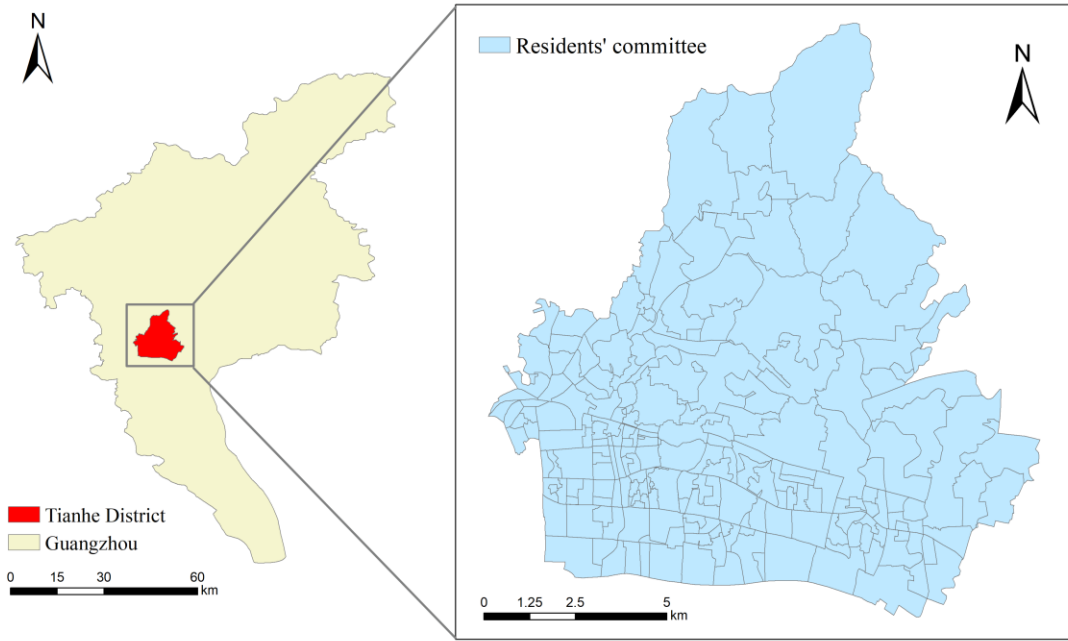 N
Tianhe District
Guangzhou
0 15 30 60
km
Residents' committee
N
0 1.25 2.5 5
km